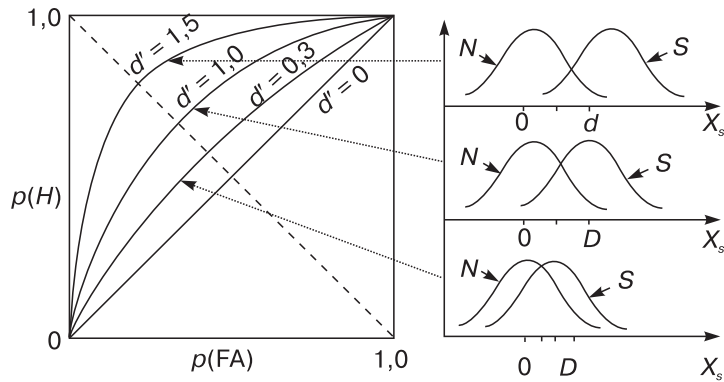 1,0
p(H)
0
p(FA)
1,0
d′ = 1,5
d′ = 1,0
d′ = 0,3
d′ = 0
N
S
0
d
Xs
N
S
0
D
Xs
N
S
0
D
Xs